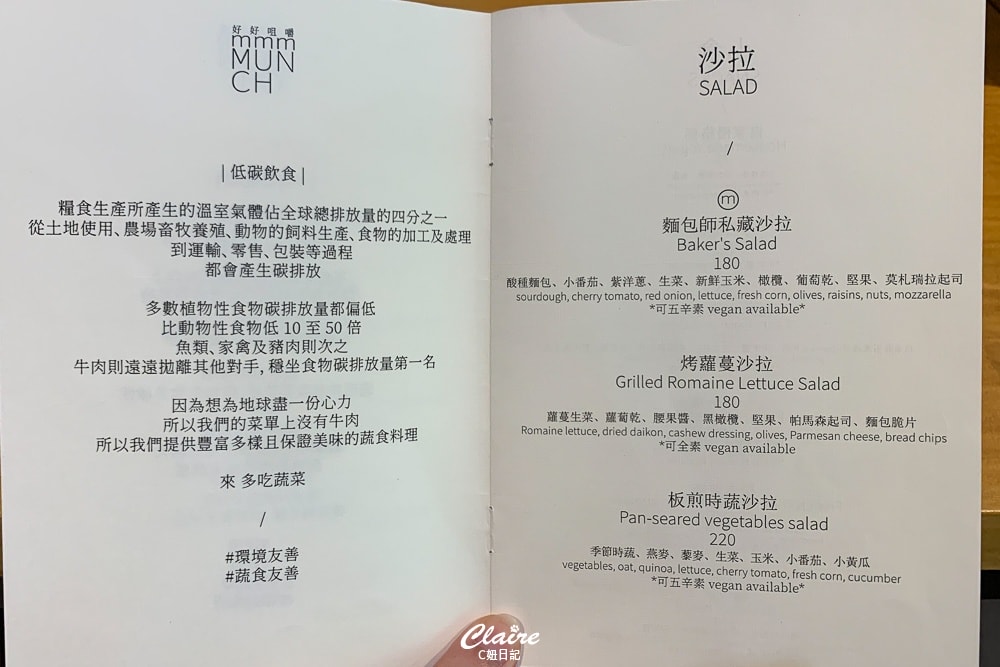 好好咀嚼
mmm
MUN
CH
|低碳飲食|
糧食生產所產生的溫室氣體佔全球總排放量的四分之一
從土地使用、農場畜牧養殖、動物的飼料生產、食物的加工及處理
到運輸、零售、包裝等過程
都會產生碳排放
多數植物性食物碳排放量都偏低
比動物性食物低 10 至 50 倍
魚類、家禽及豬肉則次之
牛肉則遠遠拋離其他對手, 穩坐食物碳排放量第一名
因為想為地球盡一份心力
所以我們的菜單上沒有牛肉
所以我們提供豐富多樣且保證美味的蔬食料理
來 多吃蔬菜
/
#環境友善
#蔬食友善
沙拉
SALAD
/
m
麵包師私藏沙拉
Baker's Salad
180
酸種麵包、小番茄、紫洋蔥、生菜、新鮮玉米、橄欖、葡萄乾、堅果、莫札瑞拉起司
sourdough, cherry tomato, red onion, lettuce, fresh corn, olives, raisins, nuts, mozzarella
*可五辛素 vegan available*
烤蘿蔓沙拉
Grilled Romaine Lettuce Salad
180
蘿蔓生菜、蘿蔔乾、腰果醬、黑橄欖、堅果、帕馬森起司、麵包脆片
Romaine lettuce, dried daikon, cashew dressing, olives, Parmesan cheese, bread chips
*可全素 vegan available
板煎時蔬沙拉
Pan-seared vegetables salad
220
季節時蔬、燕麥、藜麥、生菜、玉米、小番茄、小黃瓜
vegetables, oat, quinoa, lettuce, cherry tomato, fresh corn, cucumber
*可五辛素 vegan available*
Claire
C妞日記